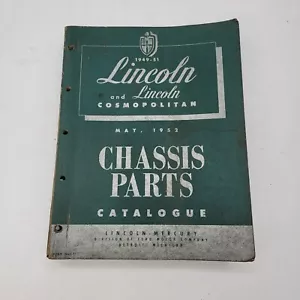 1949-51
Lincoln
and Lincoln
COSMOPOLITAN
MAY, 1952
CHASSIS
PARTS
CATALOGUE
LINCOLN-MERCURY
A DIVISION OF FORD MOTOR COMPANY
DETROIT, MICHIGAN